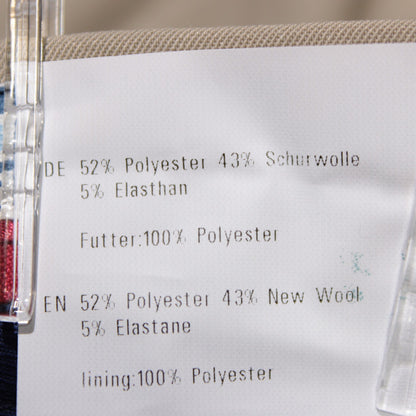 DE 52% Polyester 43% Schurwolle
5% Elasthan
Futter:100% Polyester
EN 52% Polyester 43% New Wool
5% Elastane
lining:100% Polyester